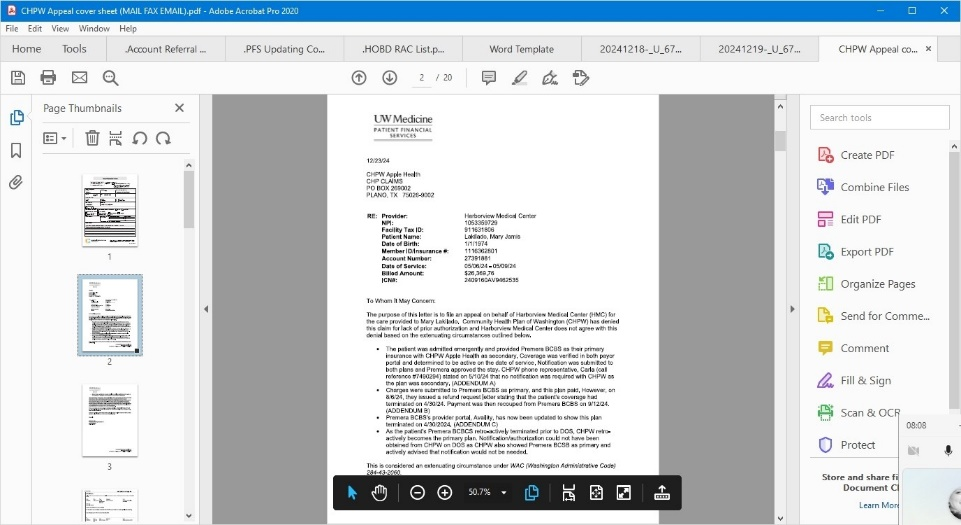 CHPW Appeal cover sheet (MAIL FAX EMAIL).pdf - Adobe Acrobat Pro 2020
File Edit View Window Help
Home Tools .Account Referral ... .PFS Updating Co... .HOBD RAC List.p... Word Template 20241218-_U_67... 20241219-_U_67... CHPW Appeal co... ×
2 / 20
Page Thumbnails
1
2
3
UW Medicine
PATIENT FINANCIAL
SERVICES
12/23/24
CHPW Apple Health
CHP CLAIMS
PO BOX 269002
PLANO, TX 75026-9002
RE: Provider: Harborview Medical Center
NPI: 1053359729
Facility Tax ID: 911631806
Patient Name: Lakilado, Mary Jamis
Date of Birth: 1/1/1974
Member ID/Insurance #: 1116362801
Account Number: 27391881
Date of Service: 05/06/24 – 05/09/24
Billed Amount: $26,369.76
ICN#: 2409160AV9462535
To Whom It May Concern:
The purpose of this letter is to file an appeal on behalf of Harborview Medical Center (HMC) for
the care provided to Mary Lakilado. Community Health Plan of Washington (CHPW) has denied
this claim for lack of prior authorization and Harborview Medical Center does not agree with this
denial based on the extenuating circumstances outlined below.
• The patient was admitted emergently and provided Premera BCBS as their primary
insurance with CHPW Apple Health as secondary. Coverage was verified in both payor
portal and determined to be active on the date of service. Notification was submitted to
both plans and Premera approved the stay. CHPW phone representative, Carla (call
reference #7460294) stated on 5/10/24 that no notification was required with CHPW as
the plan was secondary. (ADDENDUM A)
• Charges were submitted to Premera BCBS as primary, and this plan paid. However, on
8/6/24, they issued a refund request letter stating that the patient's coverage had
terminated on 4/30/24. Payment was then recouped from Premera BCBS on 9/12/24.
(ADDENDUM B)
• Premera BCBS's provider portal, Availity, has now been updated to show this plan
terminated on 4/30/2024. (ADDENDUM C)
• As the patient's Premera BCBCS retro-actively terminated prior to DOS, CHPW retro-
actively becomes the primary plan. Notification/authorization could not have been
obtained from CHPW on DOS as CHPW also showed Premera BCSB as primary and
actively advised that notification would not be needed.
This is considered an extenuating circumstance under WAC (Washington Administrative Code)
284-43-2060.
50.7%
Search tools
Create PDF
Combine Files
Edit PDF
Export PDF
Organize Pages
Send for Comme...
Comment
Fill & Sign
Scan & OCR
Protect
08:08
Store and share fi
Document Cl
Learn More